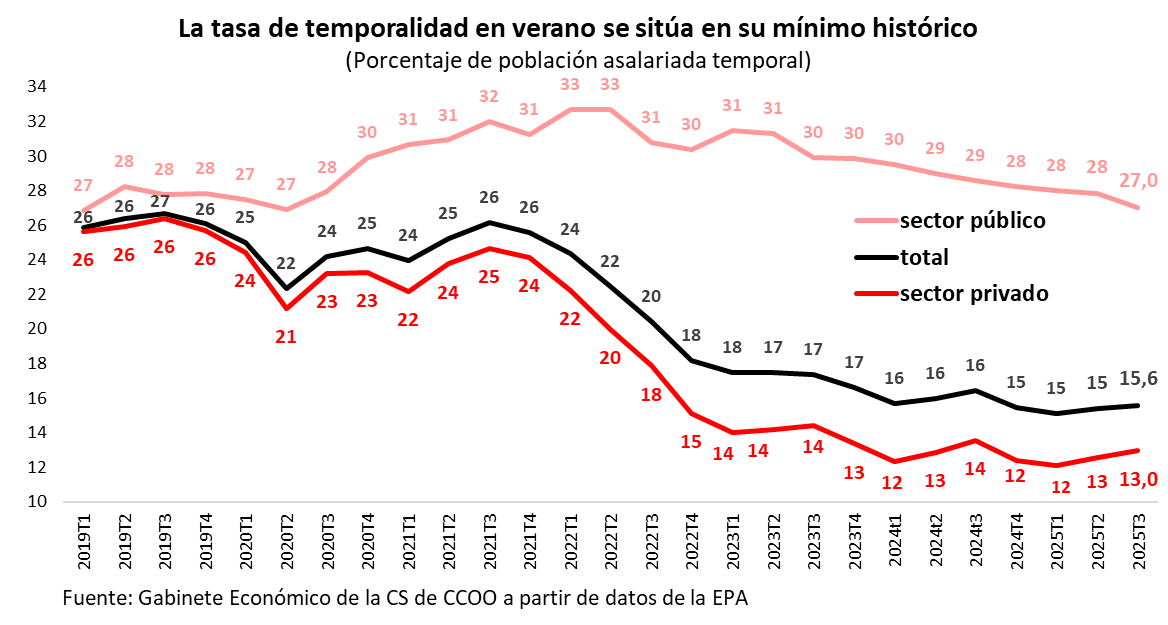 La tasa de temporalidad en verano se sitúa en su mínimo histórico
(Porcentaje de población asalariada temporal)
34
32
30
28
26
24
22
20
18
16
14
12
10
27 28 28 28 27 27 28 30 31 31 32 31 33 33 31 30 31 31 30 30 30 29 29 28 28 28 27,0
26 26 27 26 25 22 24 25 24 25 26 26 24 22 20 18 18 17 17 17 16 16 16 15 15 15 15,6
26 26 26 26 24 21 23 23 22 24 25 24 22 20 18 15 14 14 14 13 12 13 14 12 12 13 13,0
sector público
total
sector privado
2019T1 2019T2 2019T3 2019T4 2020T1 2020T2 2020T3 2020T4 2021T1 2021T2 2021T3 2021T4 2022T1 2022T2 2022T3 2022T4 2023T1 2023T2 2023T3 2023T4 2024t1 2024t2 2024t3 2024T4 2025T1 2025T2 2025T3
Fuente: Gabinete Económico de la CS de CCOO a partir de datos de la EPA